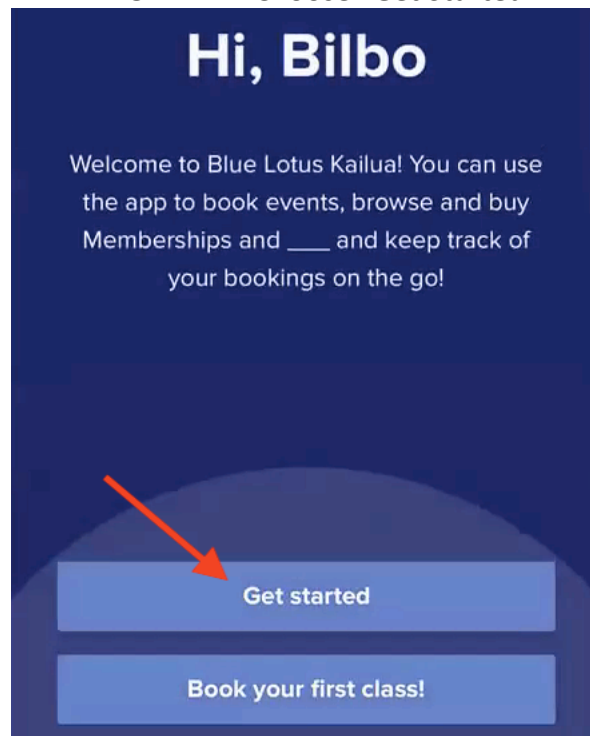 Hi, Bilbo
Welcome to Blue Lotus Kailua! You can use
the app to book events, browse and buy
Memberships and ___ and keep track of
your bookings on the go!
Get started
Book your first class!